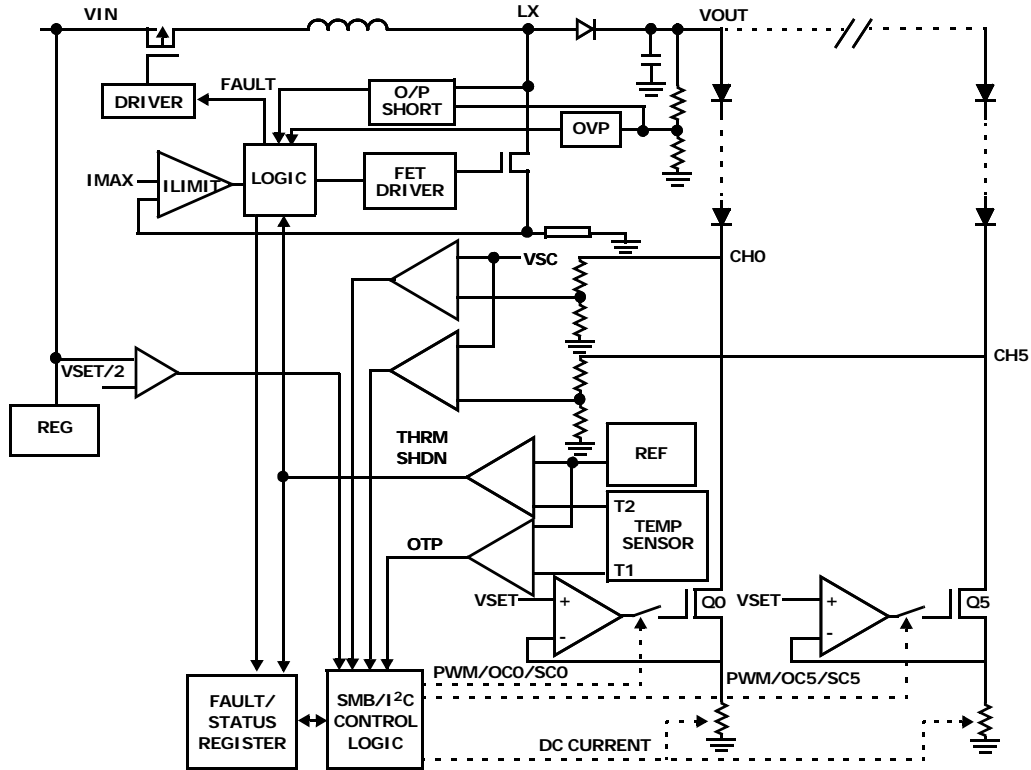 VIN
LX
VOUT
FAULT
DRIVER
O/P
SHORT
OVP
IMAX
ILIMIT
LOGIC
FET
DRIVER
VSC
CH0
CH5
VSET/2
REG
THRM
SHDN
REF
T2
TEMP
SENSOR
T1
OTP
VSET
+
-
Q0
VSET
+
-
Q5
PWM/OC0/SC0
PWM/OC5/SC5
FAULT/
STATUS
REGISTER
SMB/I²C
CONTROL
LOGIC
DC CURRENT